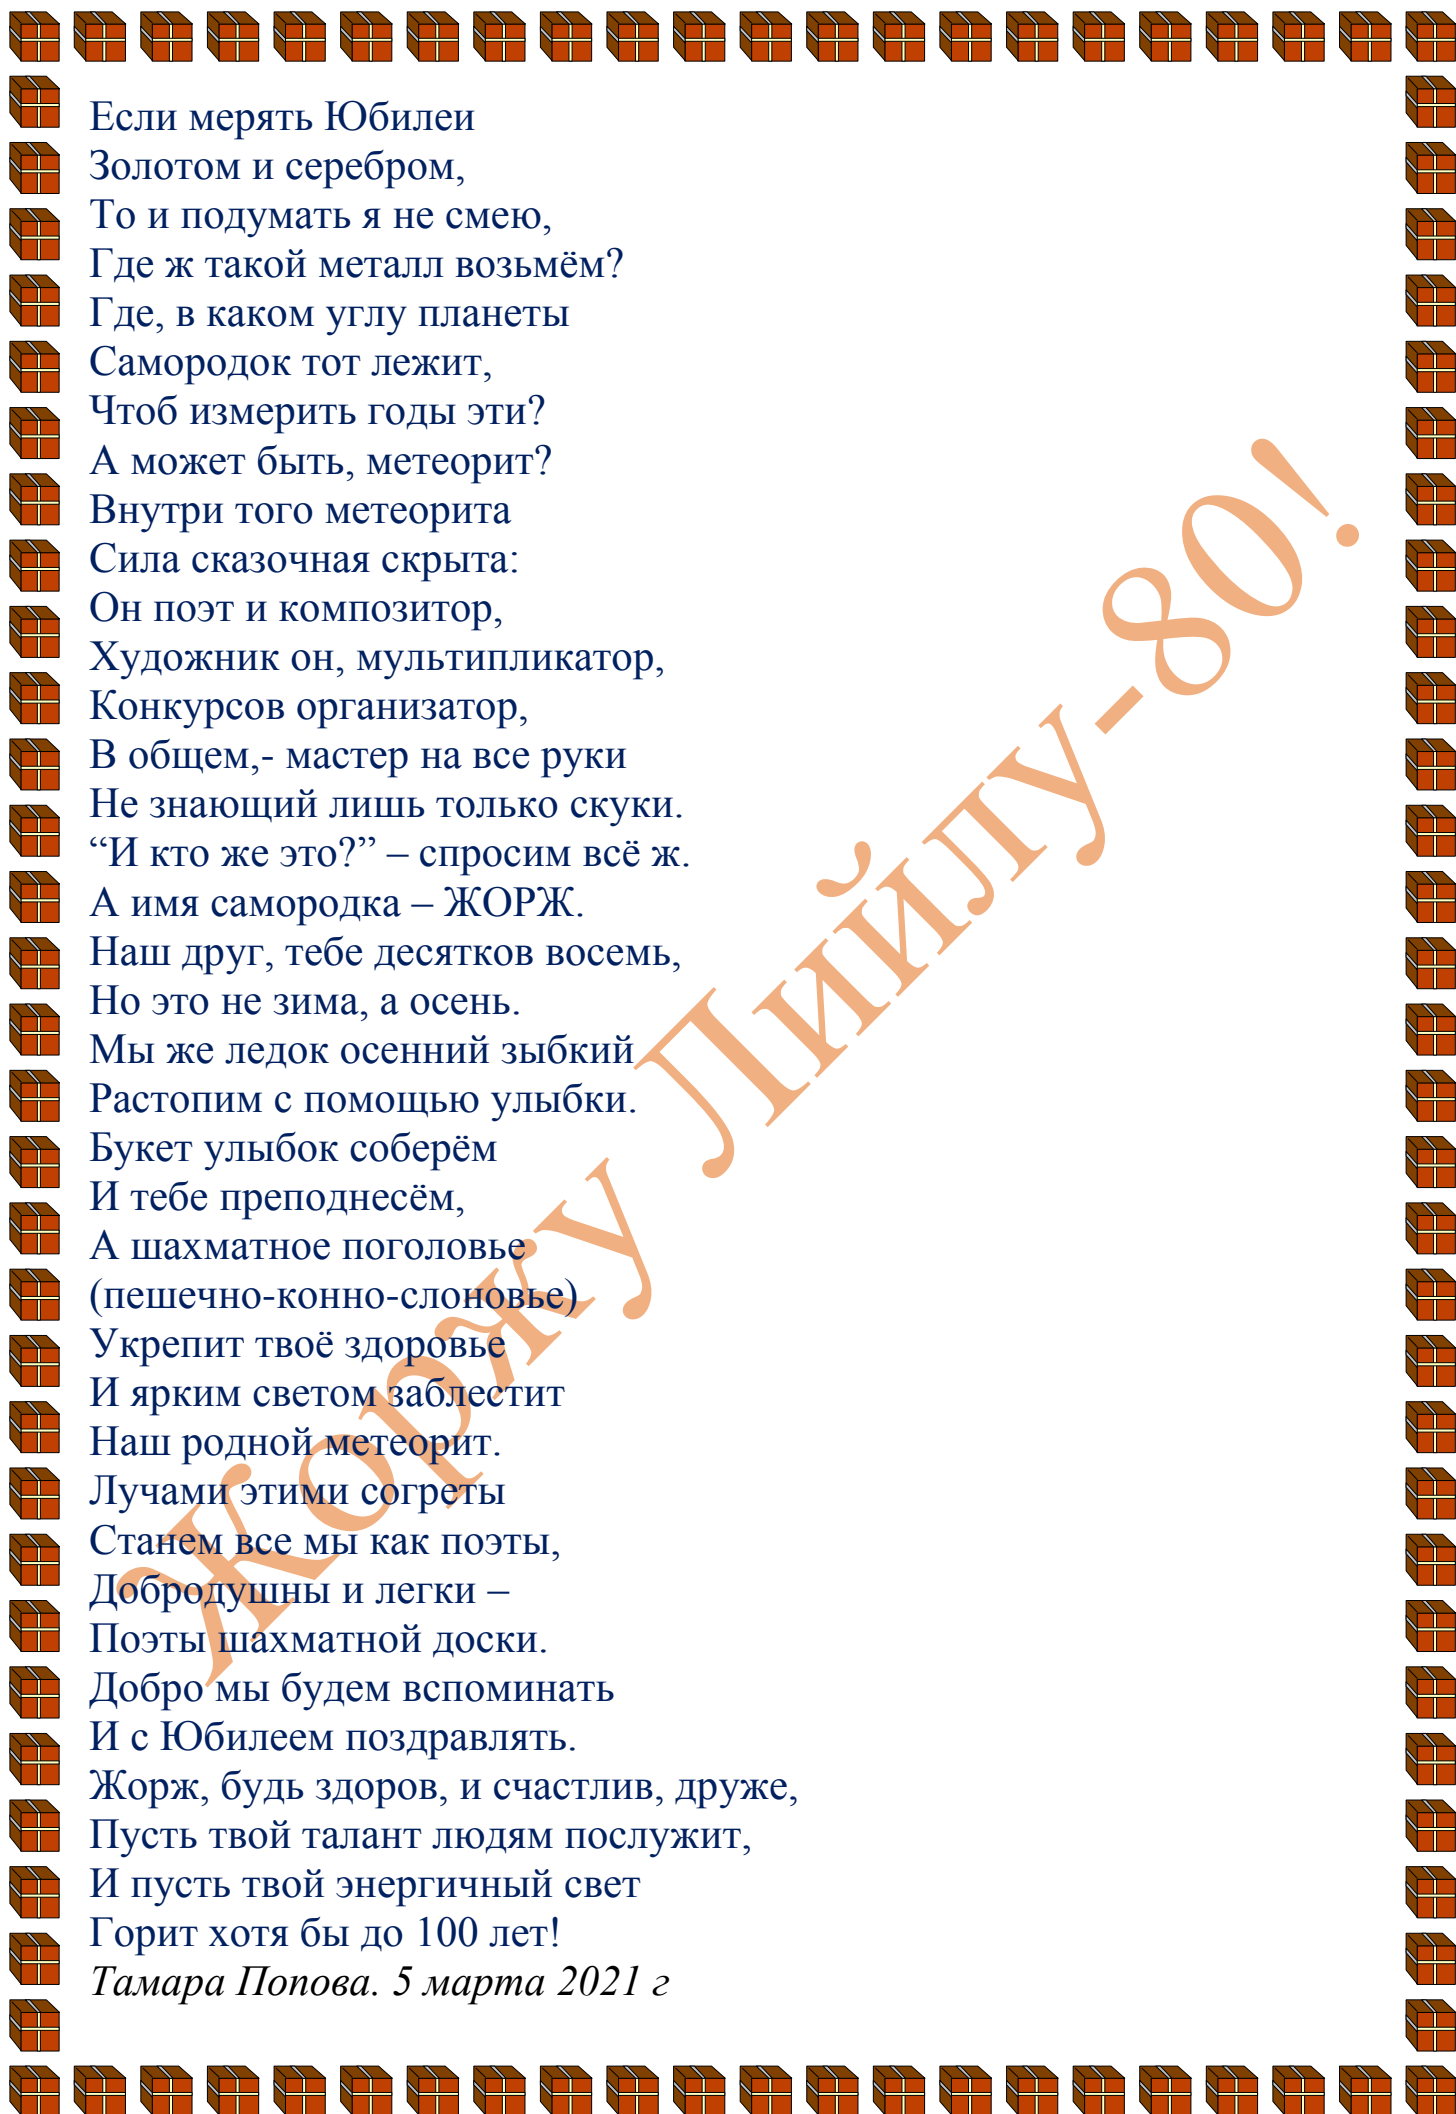 Если мерять Юбилеи
Золотом и серебром,
То и подумать я не смею,
Где ж такой металл возьмём?
Где, в каком углу планеты
Самородок тот лежит,
Чтоб измерить годы эти?
А может быть, метеорит?
Внутри того метеорита
Сила сказочная скрыта:
Он поэт и композитор,
Художник он, мультипликатор,
Конкурсов организатор,
В общем,- мастер на все руки
Не знающий лишь только скуки.
“И кто же это?” – спросим всё ж.
А имя самородка – ЖОРЖ.
Наш друг, тебе десятков восемь,
Но это не зима, а осень.
Мы же ледок осенний зыбкий
Растопим с помощью улыбки.
Букет улыбок соберём
И тебе преподнесём,
А шахматное поголовье
(пешечно-конно-слоновье)
Укрепит твоё здоровье
И ярким светом заблестит
Наш родной метеорит.
Лучами этими согреты
Станем все мы как поэты,
Добродушны и легки –
Поэты шахматной доски.
Добро мы будем вспоминать
И с Юбилеем поздравлять.
Жорж, будь здоров, и счастлив, друже,
Пусть твой талант людям послужит,
И пусть твой энергичный свет
Горит хотя бы до 100 лет!
Тамара Попова. 5 марта 2021 г
Жоржу Лийлу-80!